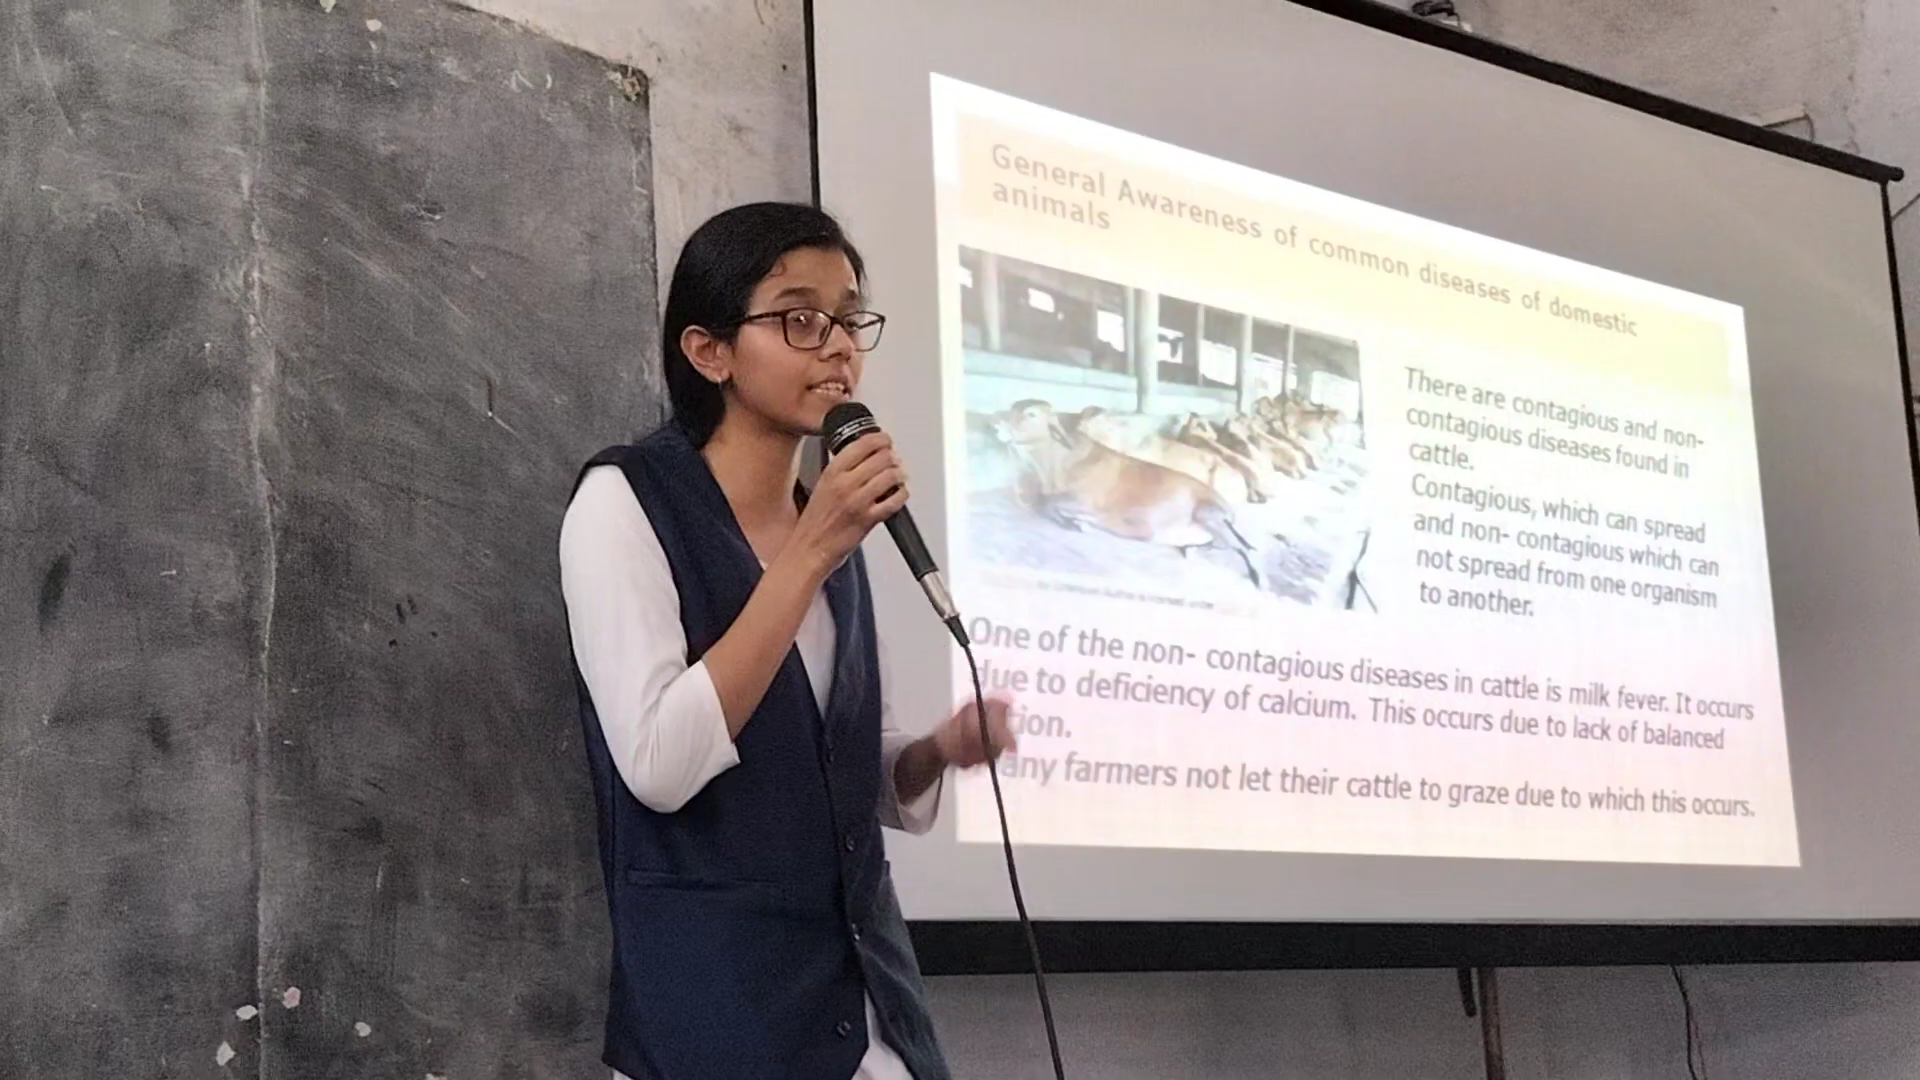 General Awareness of common diseases of domestic
animals
There are contagious and non-
contagious diseases found in
cattle.
Contagious, which can spread
and non- contagious which can
not spread from one organism
to another.
One of the non- contagious diseases in cattle is milk fever. It occurs
due to deficiency of calcium. This occurs due to lack of balanced
any farmers not let their cattle to graze due to which this occurs.